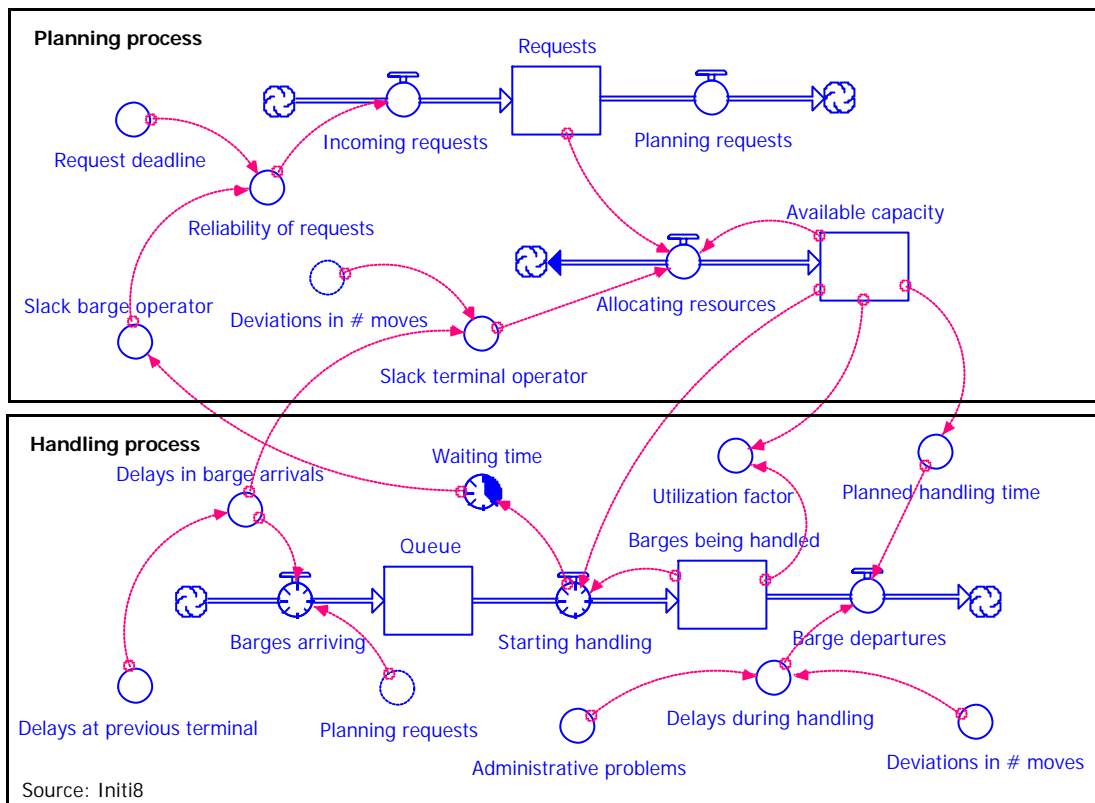 Planning process
Requests
Incoming requests
Planning requests
Request deadline
Reliability of requests
Available capacity
Slack barge operator
Deviations in # moves
Allocating resources
Slack terminal operator
Handling process
Waiting time
Delays in barge arrivals
Utilization factor
Planned handling time
Queue
Barges being handled
Barges arriving
Starting handling
Barge departures
Delays at previous terminal
Planning requests
Delays during handling
Administrative problems
Deviations in # moves
Source: Initi8